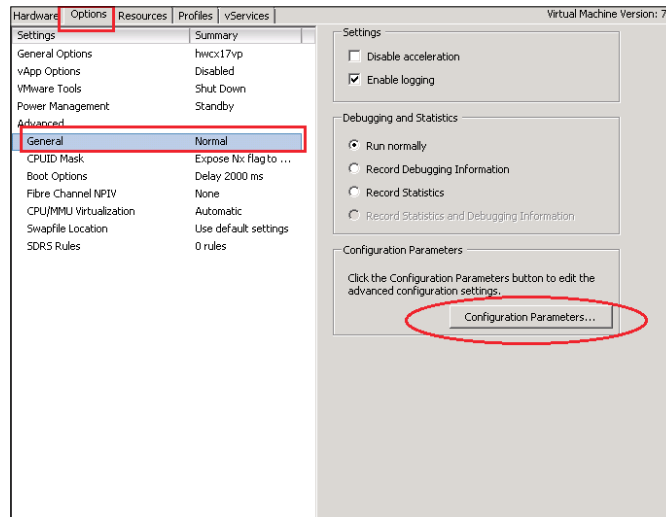 Hardware Options Resources Profiles vServices Virtual Machine Version: 7
Settings Summary
General Options hwcx17vp
vApp Options Disabled
VMware Tools Shut Down
Power Management Standby
Advanced
General Normal
CPUID Mask Expose Nx flag to ...
Boot Options Delay 2000 ms
Fibre Channel NPIV None
CPU/MMU Virtualization Automatic
Swapfile Location Use default settings
SDRS Rules 0 rules
Settings
Disable acceleration
Enable logging
Debugging and Statistics
Run normally
Record Debugging Information
Record Statistics
Record Statistics and Debugging Information
Configuration Parameters
Click the Configuration Parameters button to edit the
advanced configuration settings.
Configuration Parameters...